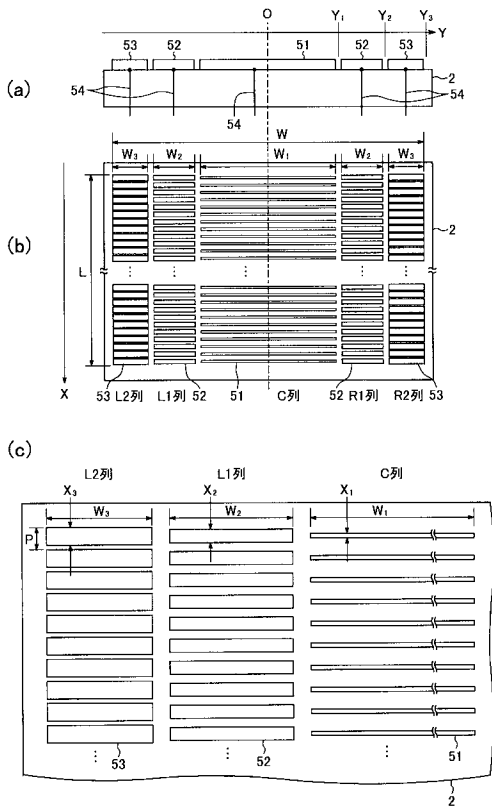 O Y₁ Y₂ Y₃
Y
53 52 51 52 53
(a)
2
54 54 54
W
W₃ W₂ W₁ W₂ W₃
(b)
2
L
X
53 L2列 L1列 52 51 C列 52 R1列 R2列 53
(c)
L2列 L1列 C列
X₃ X₂ X₁
W₃ W₂ W₁
P
53 52 51
2